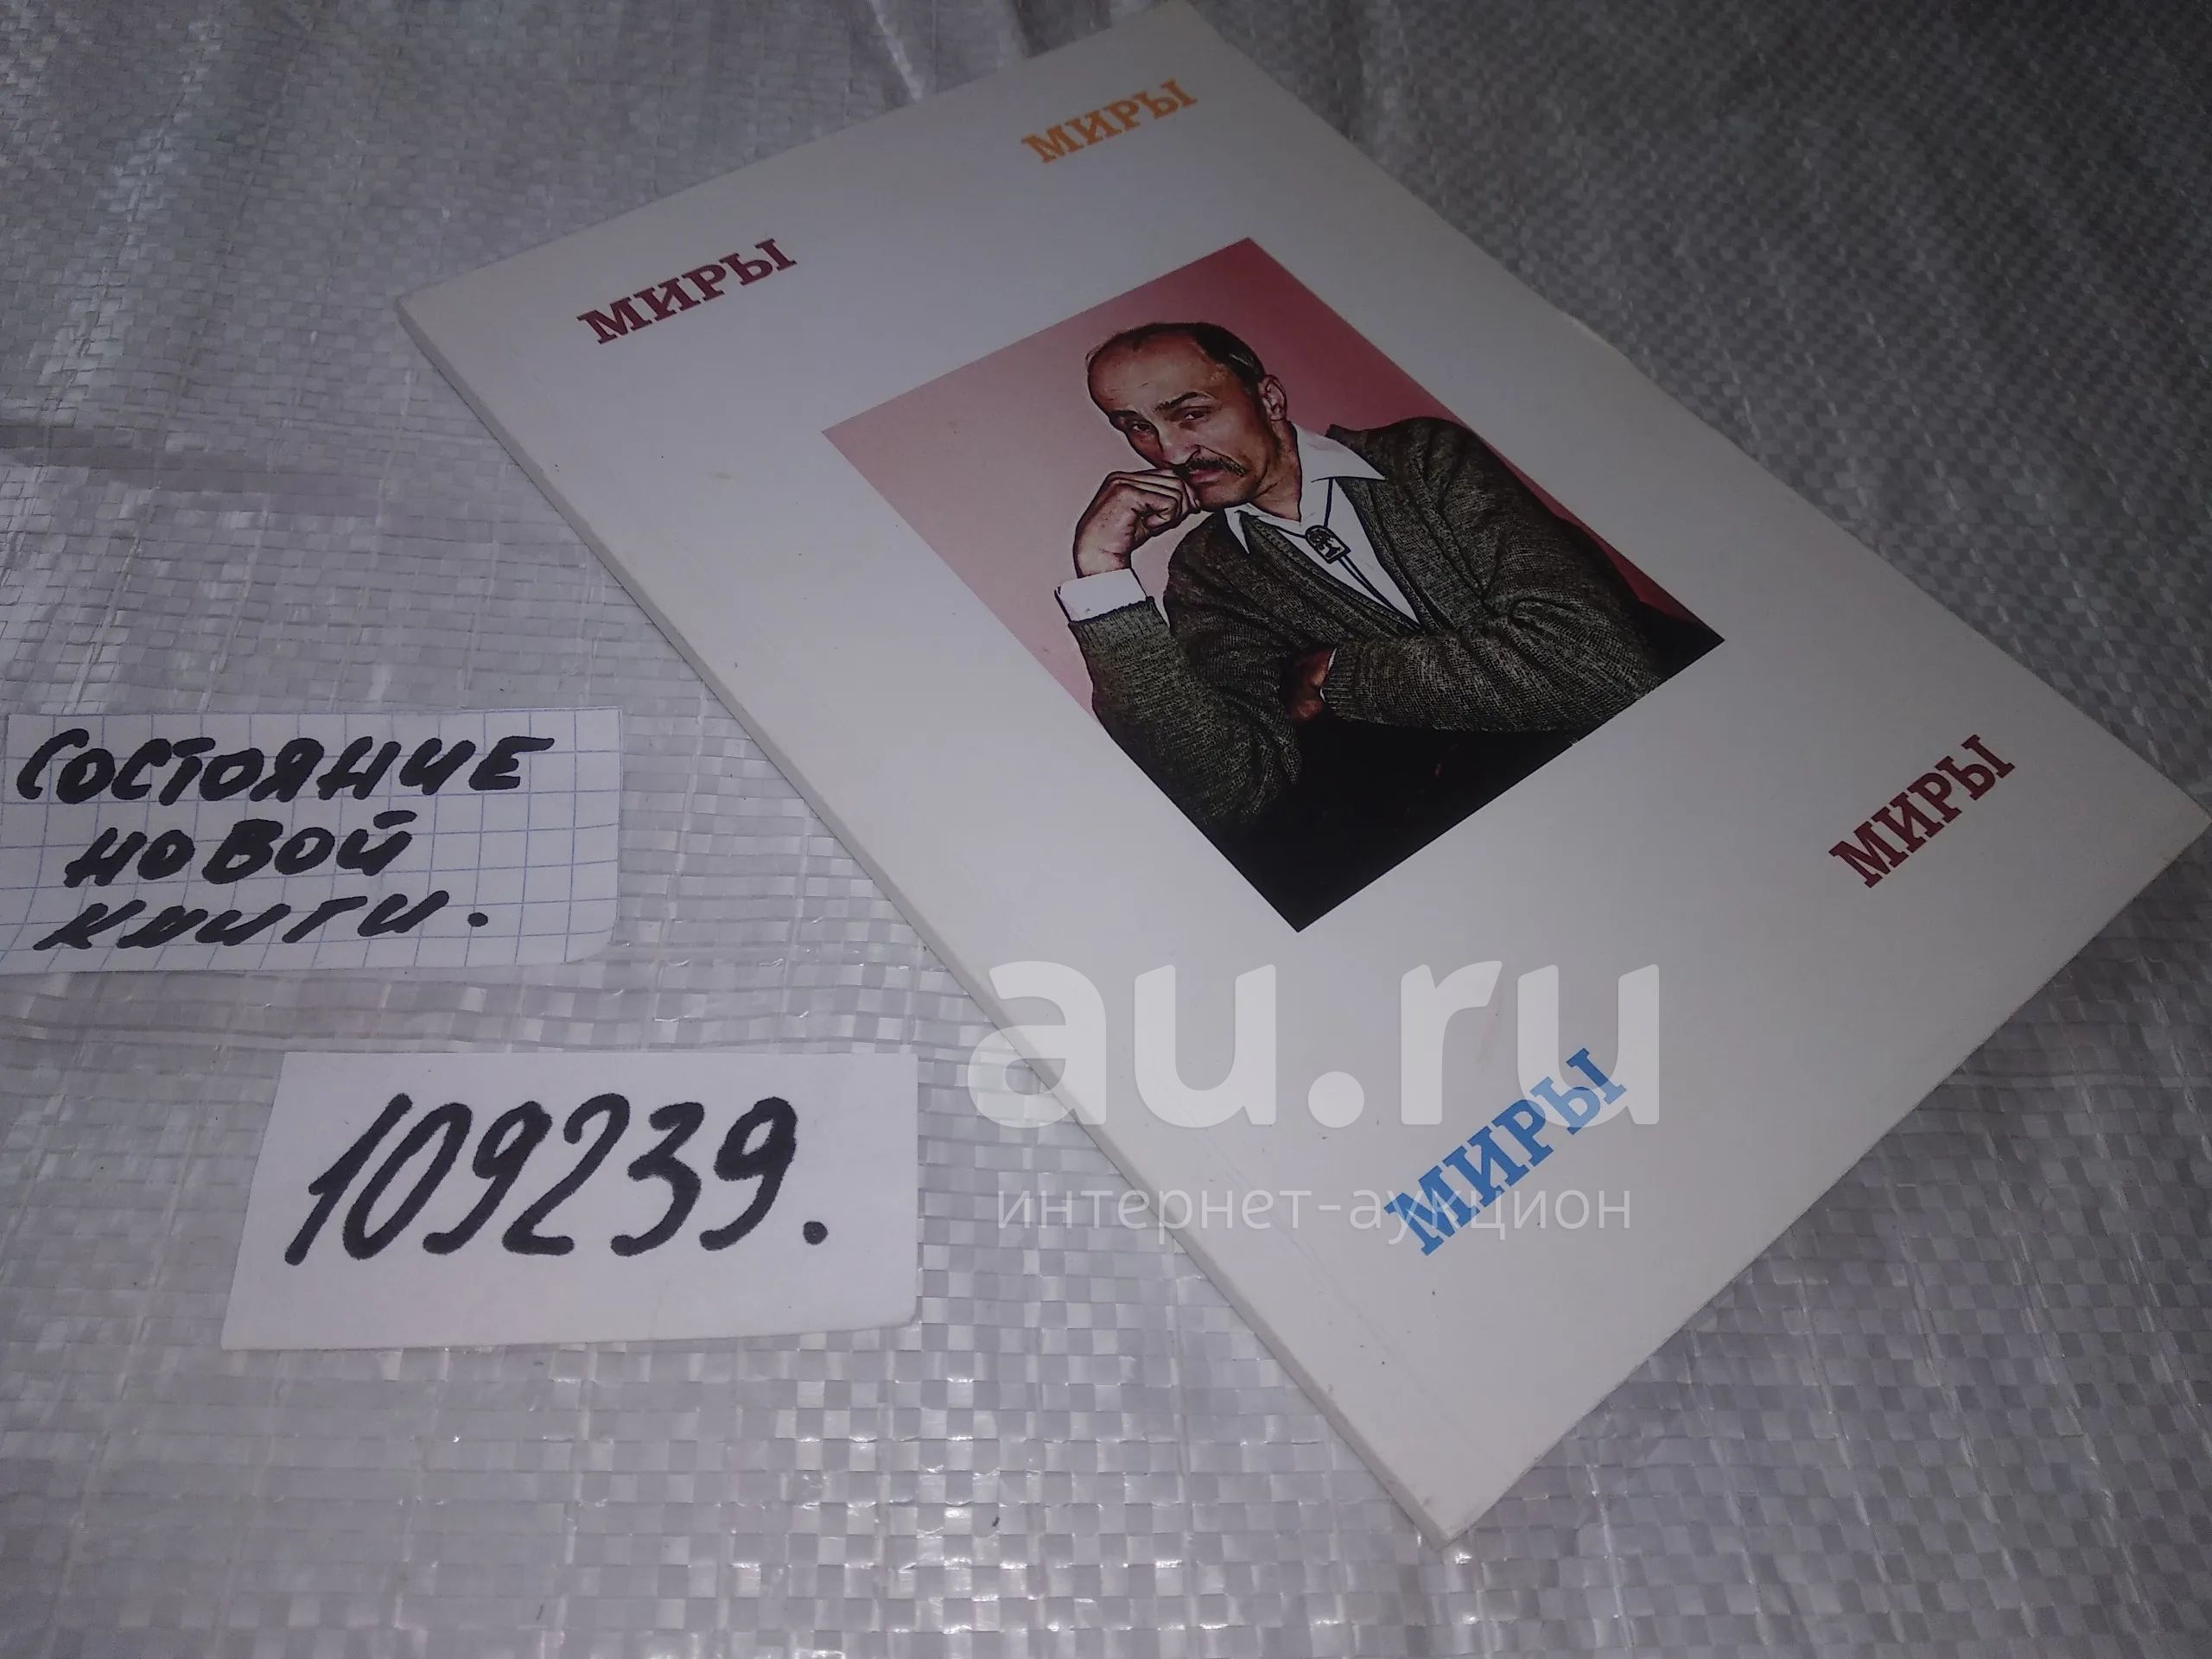 МИРЫ
МИРЫ
МИРЫ
МИРЫ
СОСТОЯНИЕ
НОВОЙ
КНИГИ.
109239.
au.ru
интернет-аукцион